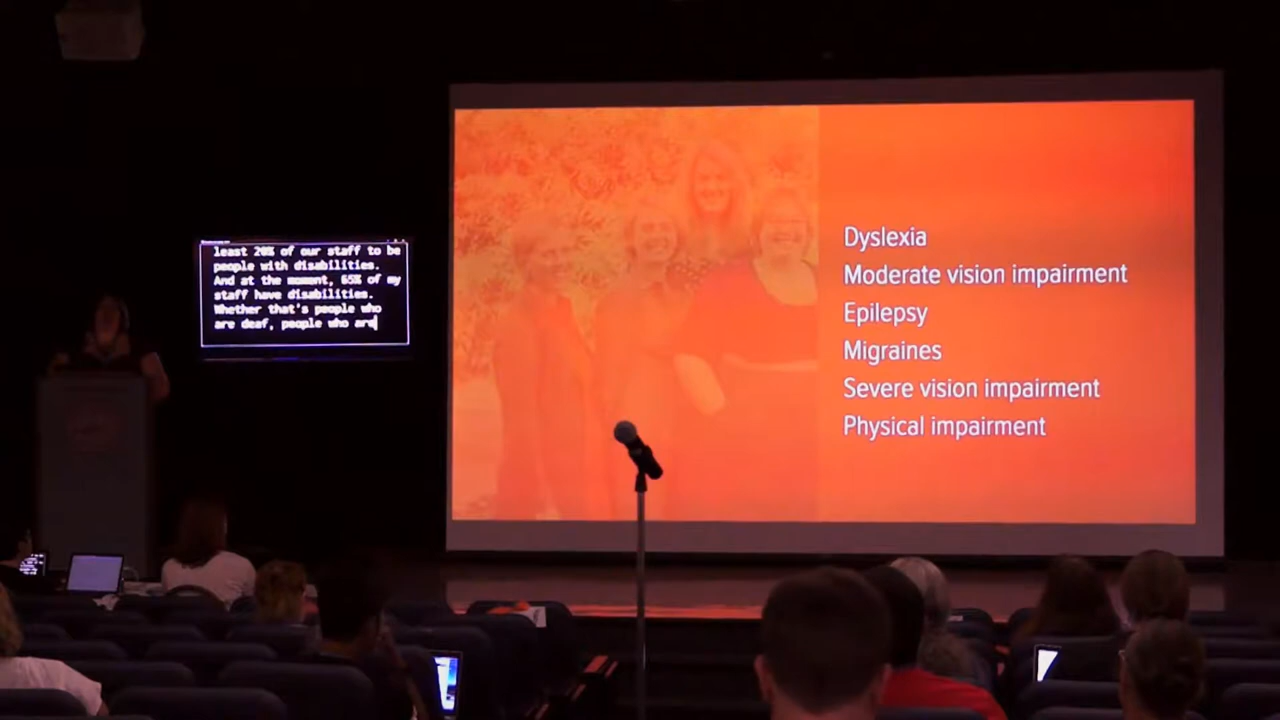 least 20% of our staff to be
people with disabilities.
And at the moment, 65% of my
staff have disabilities.
Whether that's people who
are deaf, people who are
Dyslexia
Moderate vision impairment
Epilepsy
Migraines
Severe vision impairment
Physical impairment